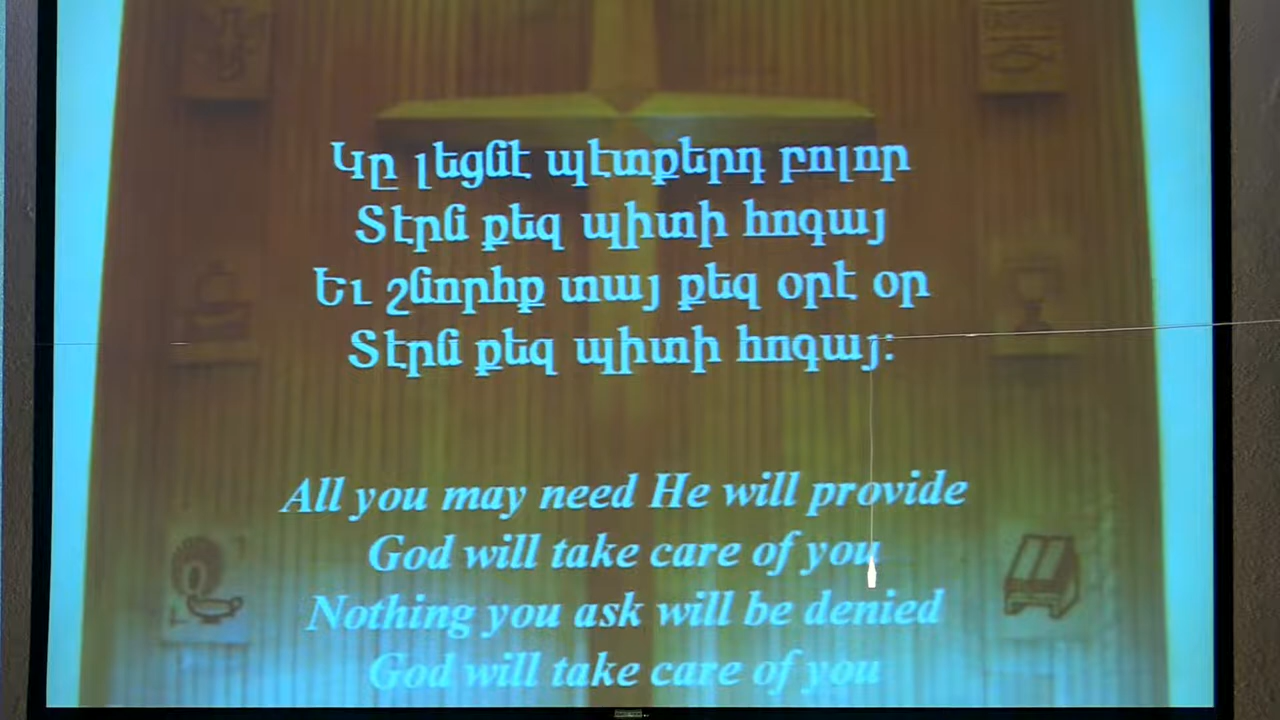 Կը լեցնէ պէտքերդ բոլոր
Տէրն քեզ պիտի հոգայ
Եւ շնորհք տայ քեզ օրէ օր
Տէրն քեզ պիտի հոգայ:
All you may need He will provide
God will take care of you
Nothing you ask will be denied
God will take care of you